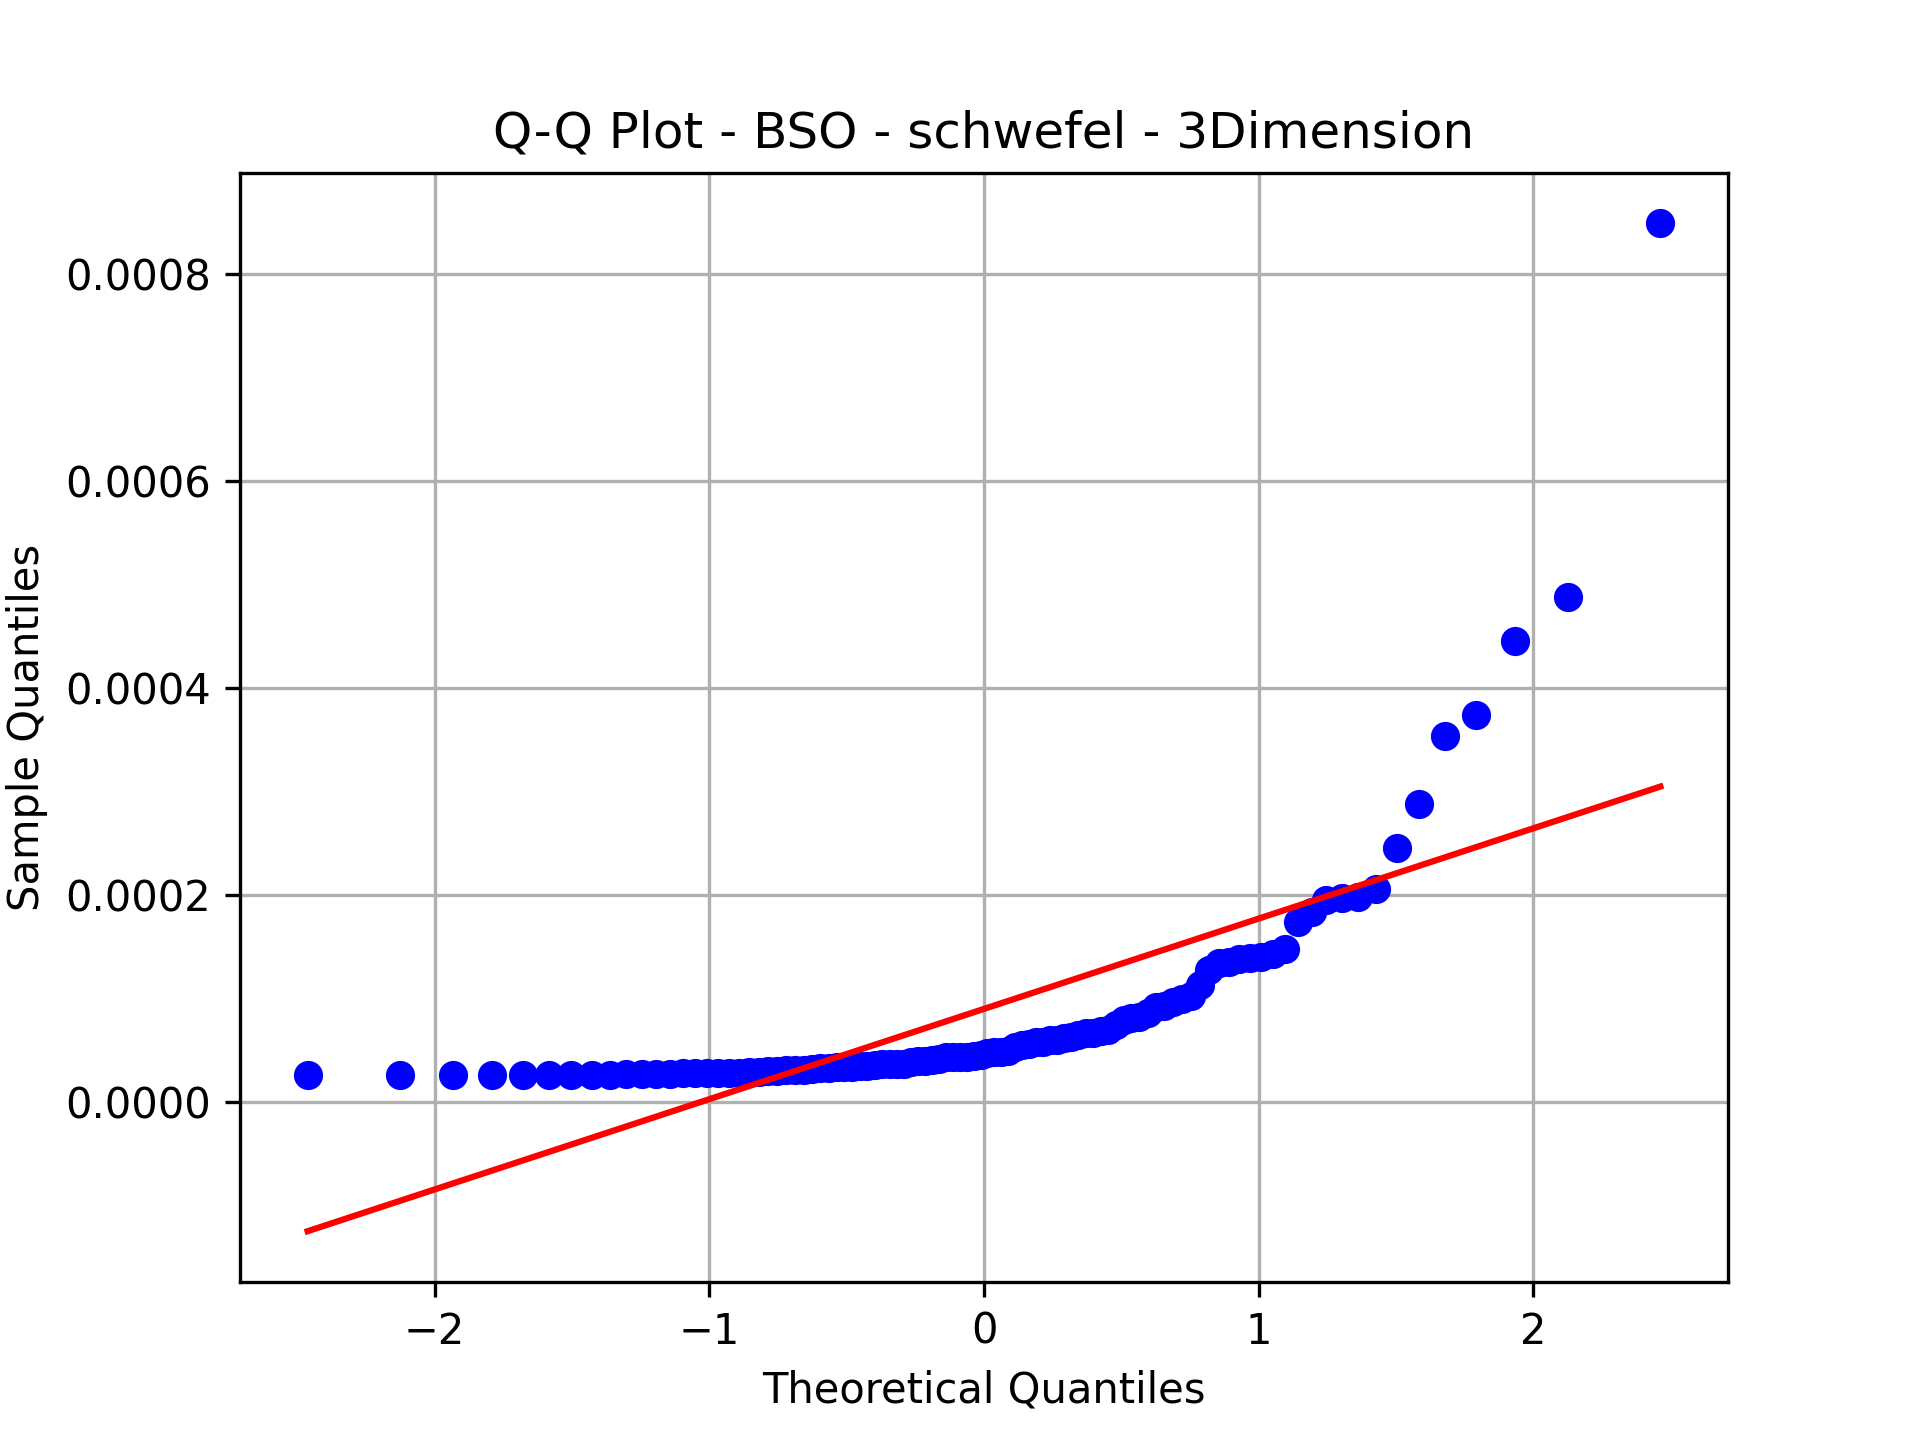 Q-Q Plot - BSO - schwefel - 3Dimension
0.0008
0.0006
0.0004
0.0002
0.0000
Sample Quantiles
−2 −1 0 1 2
Theoretical Quantiles